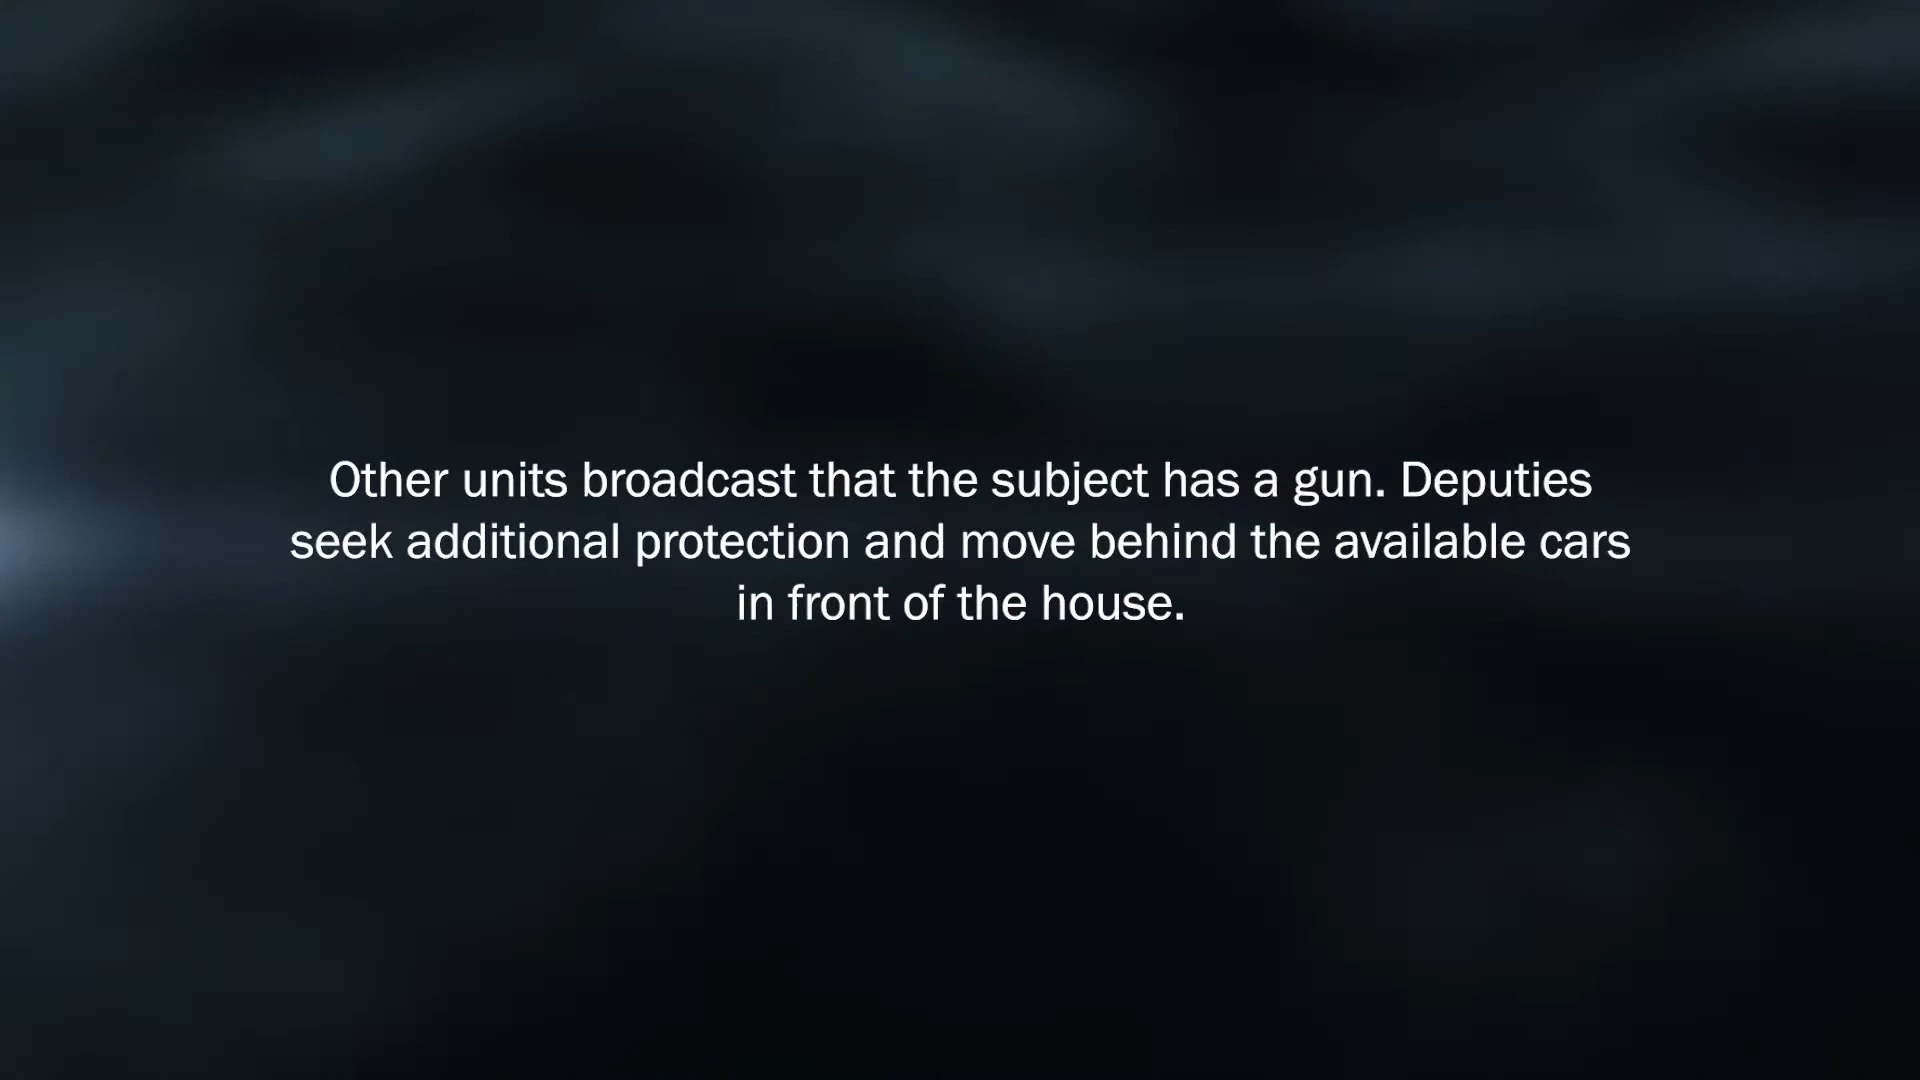 Other units broadcast that the subject has a gun. Deputies
seek additional protection and move behind the available cars
in front of the house.